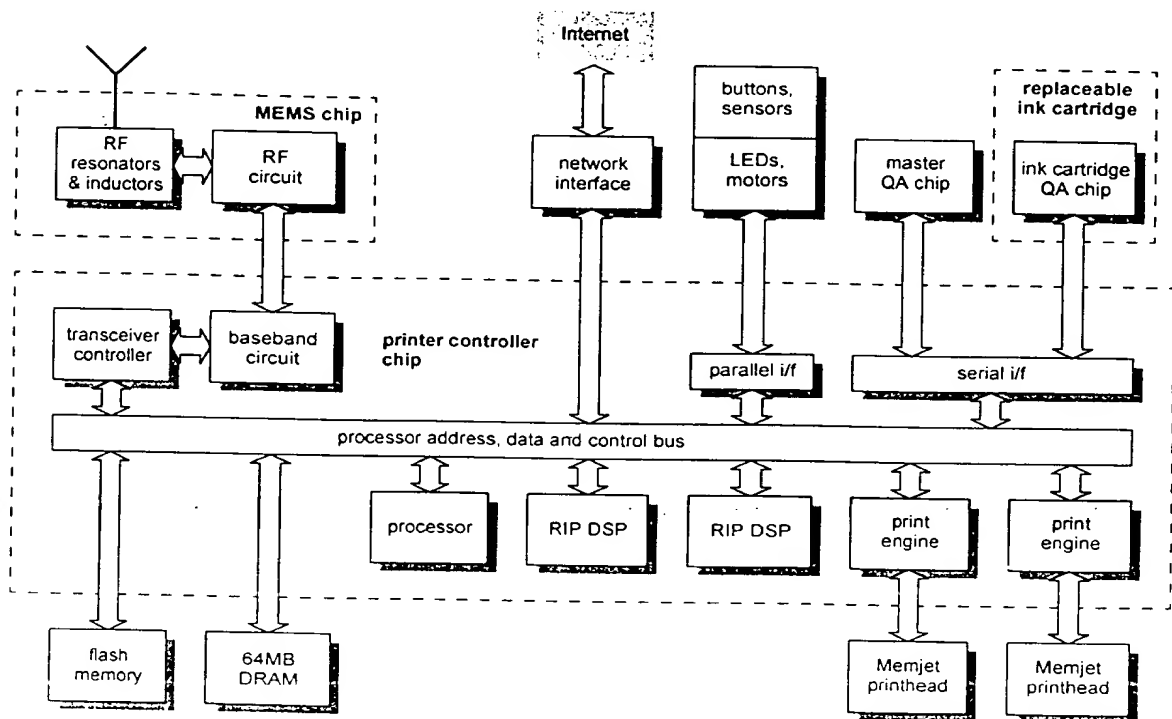 Internet
MEMS chip
RF
resonators
& inductors
RF
circuit
network
interface
buttons,
sensors
LEDs,
motors
master
QA chip
replaceable
ink cartridge
ink cartridge
QA chip
transceiver
controller
baseband
circuit
printer controller
chip
parallel i/f
serial i/f
processor address, data and control bus
processor
RIP DSP
RIP DSP
print
engine
print
engine
flash
memory
64MB
DRAM
Memjet
printhead
Memjet
printhead